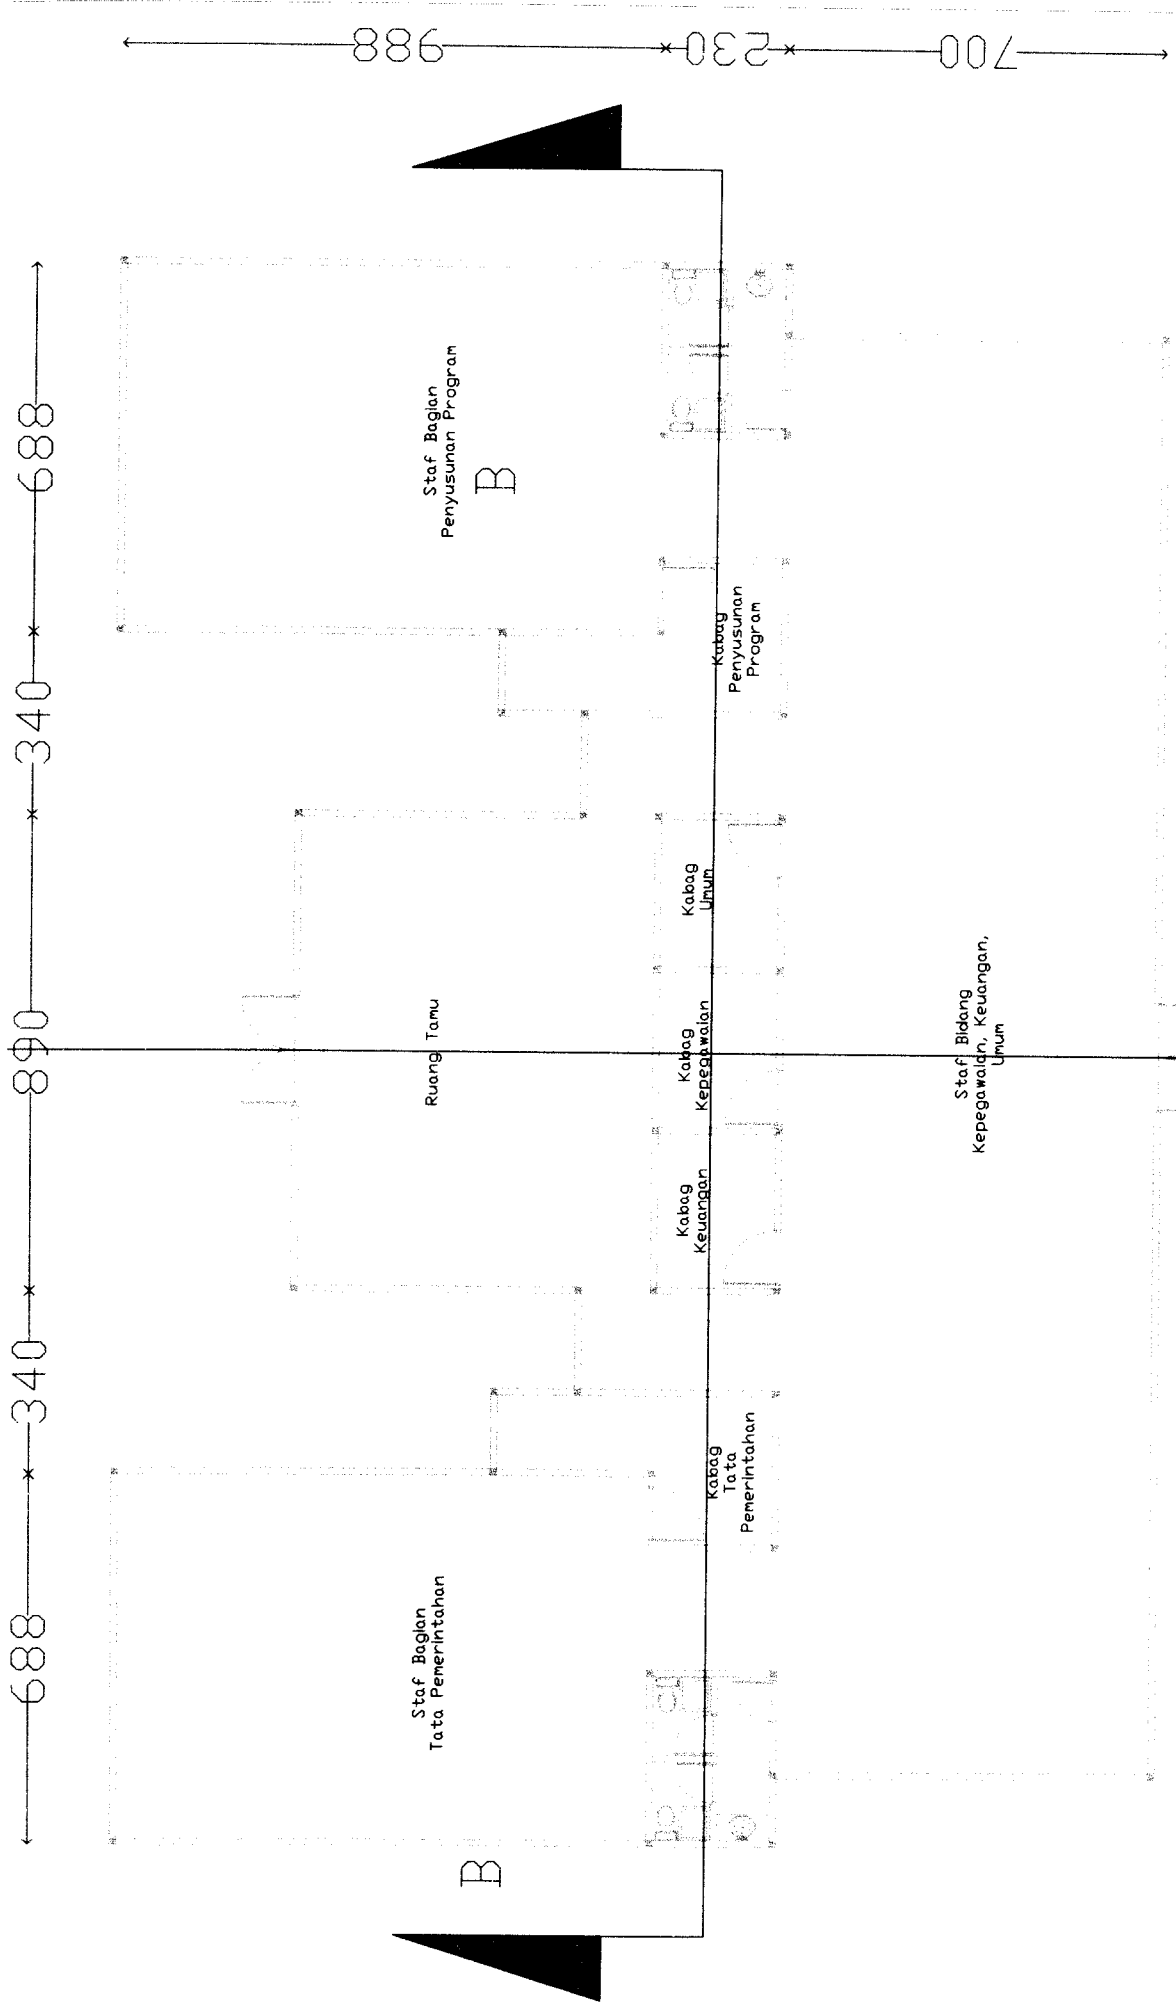 688
340
890
340
688
988
230
700
Staf Bagian
Tata Pemerintahan
B
Ruang Tamu
Staf Bagian
Penyusunan Program
B
Kabag
Tata
Pemerintahan
Kabag
Keuangan
Kabag
Kepegawaian
Kabag
Umum
Kabag
Penyusunan
Program
Staf Bidang
Kepegawaian, Keuangan,
Umum